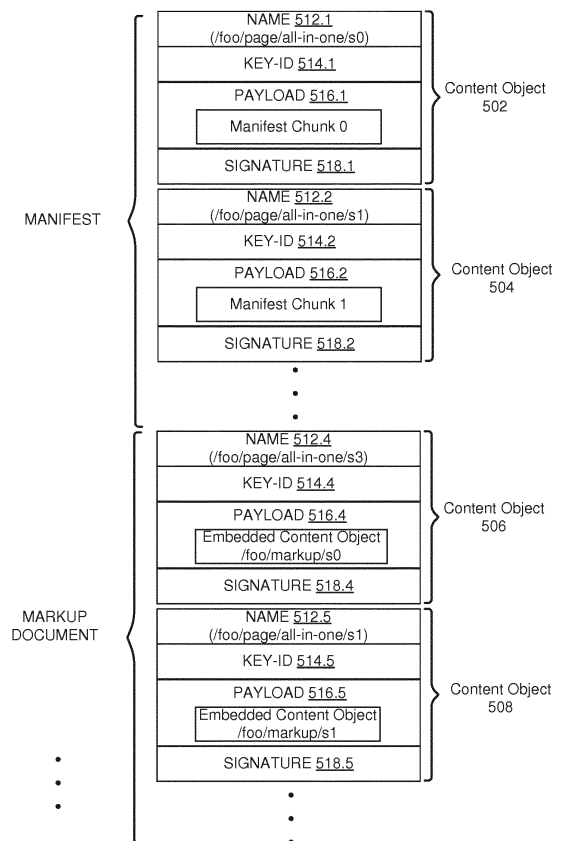 NAME 512.1
(/foo/page/all-in-one/s0)
KEY-ID 514.1
PAYLOAD 516.1
Manifest Chunk 0
SIGNATURE 518.1
Content Object
502
MANIFEST
NAME 512.2
(/foo/page/all-in-one/s1)
KEY-ID 514.2
PAYLOAD 516.2
Manifest Chunk 1
SIGNATURE 518.2
Content Object
504
NAME 512.4
(/foo/page/all-in-one/s3)
KEY-ID 514.4
PAYLOAD 516.4
Embedded Content Object
/foo/markup/s0
SIGNATURE 518.4
Content Object
506
MARKUP
DOCUMENT
NAME 512.5
(/foo/page/all-in-one/s1)
KEY-ID 514.5
PAYLOAD 516.5
Embedded Content Object
/foo/markup/s1
SIGNATURE 518.5
Content Object
508